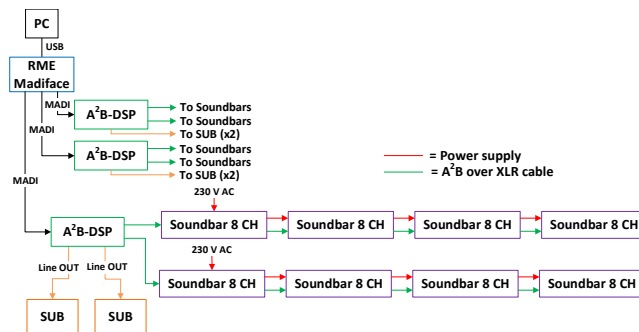 PC
USB
RME
Madiface
MADI
A²B-DSP
To Soundbars
To Soundbars
To SUB (x2)
MADI
A²B-DSP
To Soundbars
To Soundbars
To SUB (x2)
= Power supply
= A²B over XLR cable
MADI
230 V AC
A²B-DSP
Soundbar 8 CH
Soundbar 8 CH
Soundbar 8 CH
Soundbar 8 CH
230 V AC
Line OUT
Line OUT
Soundbar 8 CH
Soundbar 8 CH
Soundbar 8 CH
Soundbar 8 CH
SUB
SUB